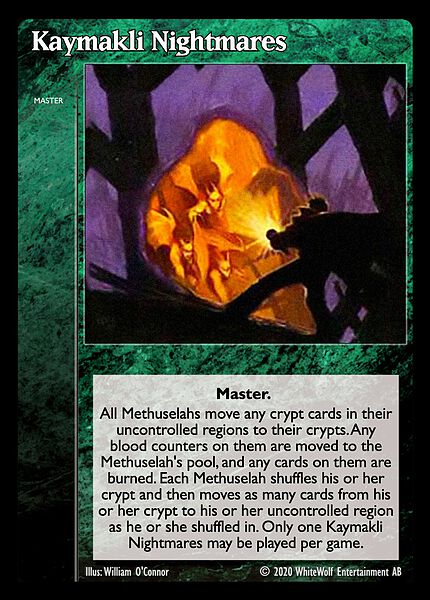 Kaymakli Nightmares
MASTER
Master.
All Methuselahs move any crypt cards in their
uncontrolled regions to their crypts. Any
blood counters on them are moved to the
Methuselah's pool, and any cards on them are
burned. Each Methuselah shuffles his or her
crypt and then moves as many cards from his
or her crypt to his or her uncontrolled region
as he or she shuffled in. Only one Kaymakli
Nightmares may be played per game.
Illus: William O'Connor
© 2020 WhiteWolf Entertainment AB